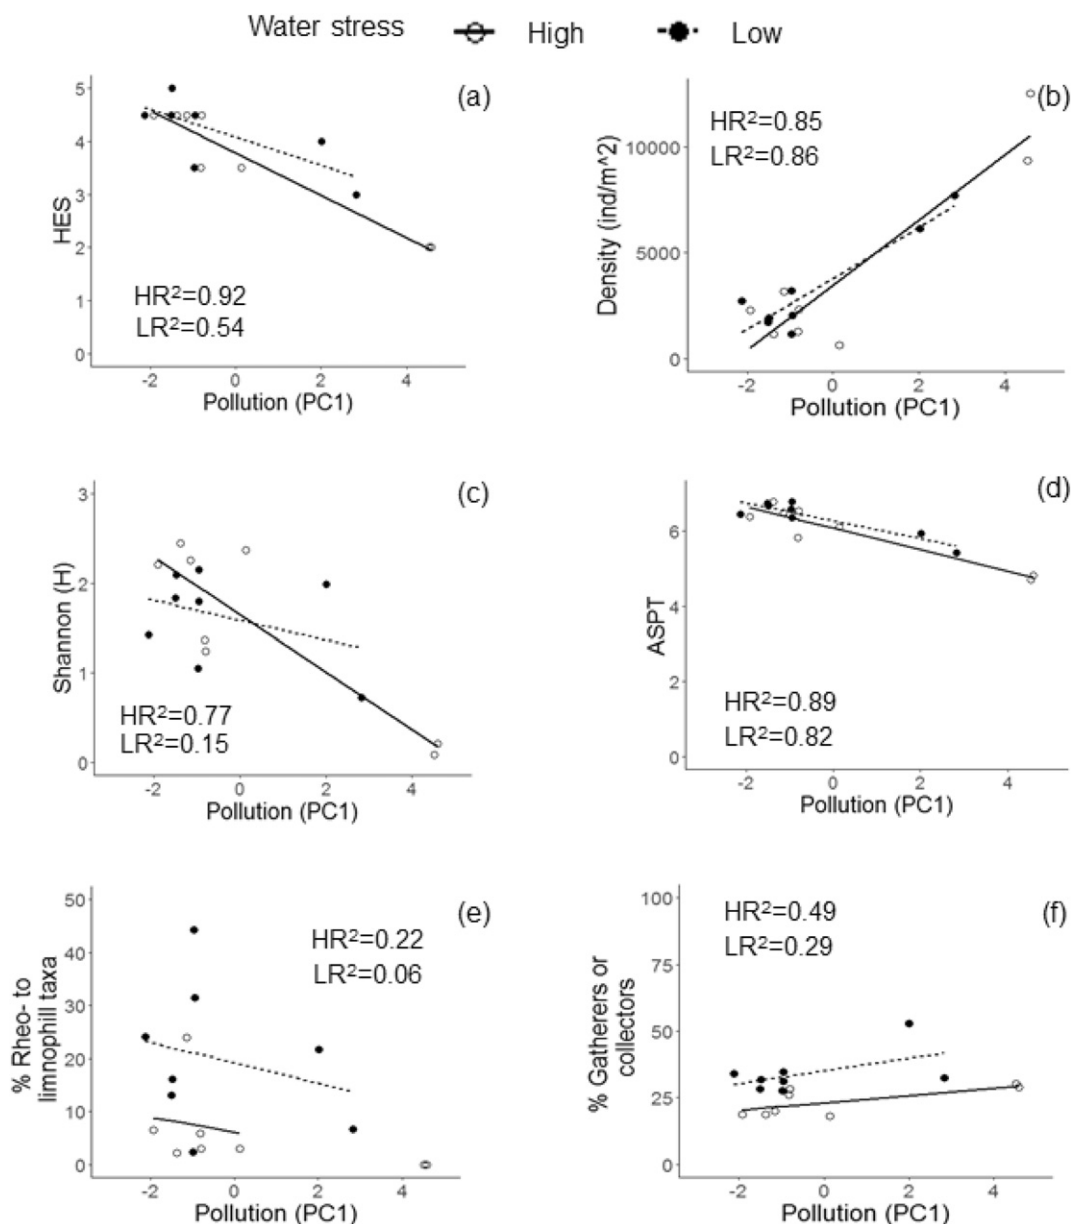 Water stress High Low
(a)
HES
5
4
3
2
1
0
HR²=0.92
LR²=0.54
-2 0 2 4
Pollution (PC1)
(b)
Density (ind/m^2)
HR²=0.85
LR²=0.86
10000
5000
0
-2 0 2 4
Pollution (PC1)
(c)
Shannon (H)
3
2
1
0
HR²=0.77
LR²=0.15
-2 0 2 4
Pollution (PC1)
(d)
ASPT
6
4
2
0
HR²=0.89
LR²=0.82
-2 0 2 4
Pollution (PC1)
(e)
% Rheo- to
limnophill taxa
50
40
30
20
10
0
HR²=0.22
LR²=0.06
-2 0 2 4
Pollution (PC1)
(f)
% Gatherers or
collectors
100
75
50
25
0
HR²=0.49
LR²=0.29
-2 0 2 4
Pollution (PC1)